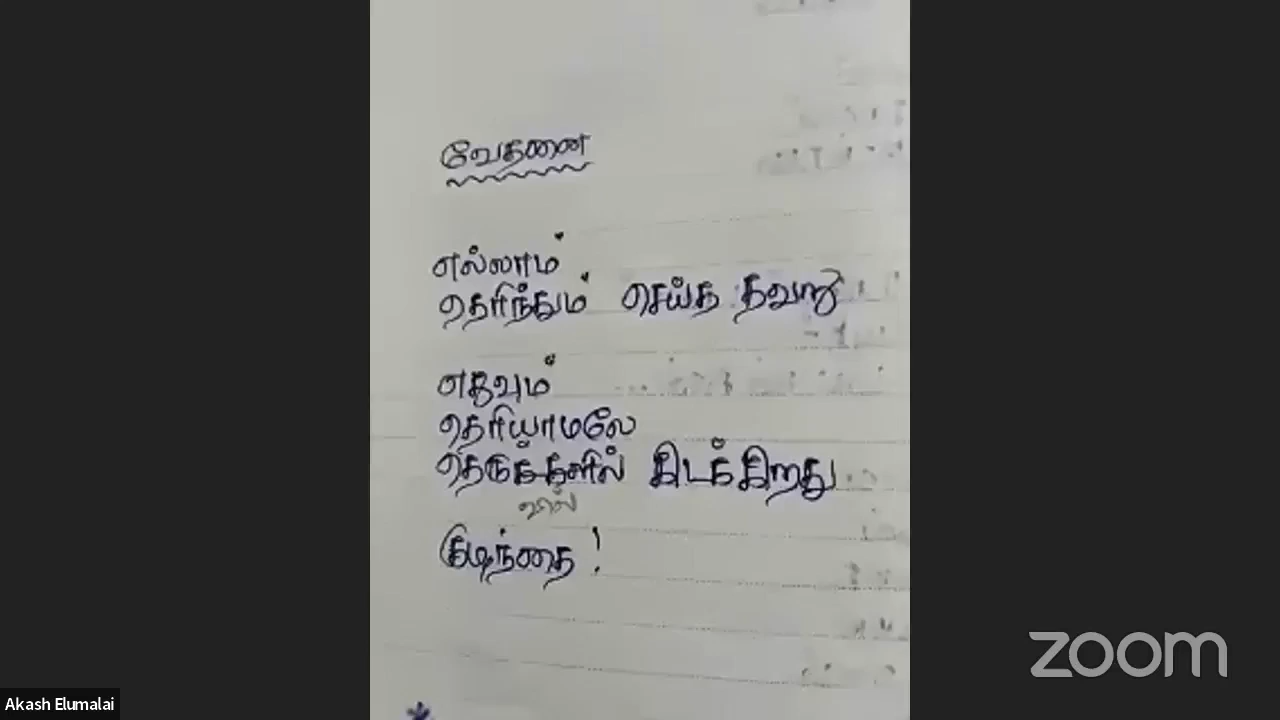 வேதனை
எல்லாம்
தெரிந்தும் செய்த தவறு
எதுவும்
தெரியாமலே
தெருக்களில் கிடக்கிறது
குழந்தை!
zoom
Akash Elumalai